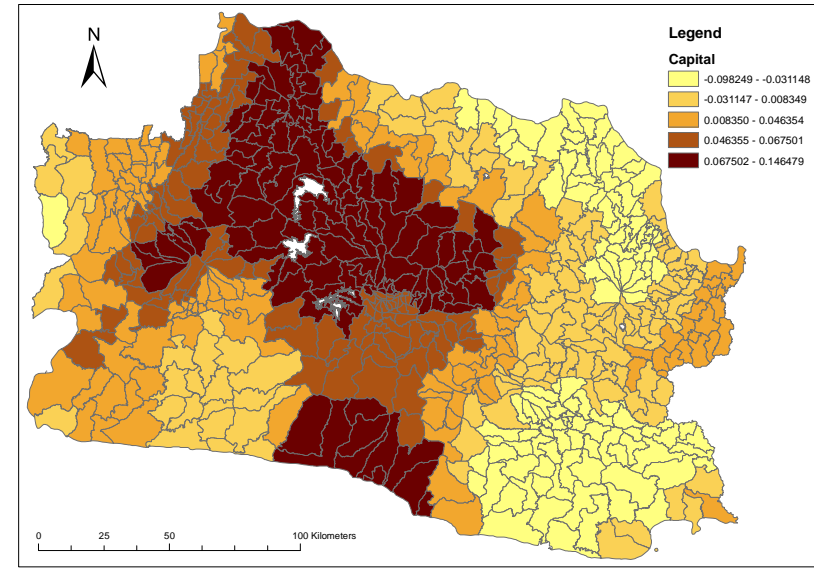 N
Legend
Capital
-0.098249 - -0.031148
-0.031147 - 0.008349
0.008350 - 0.046354
0.046355 - 0.067501
0.067502 - 0.146479
0 25 50 100 Kilometers